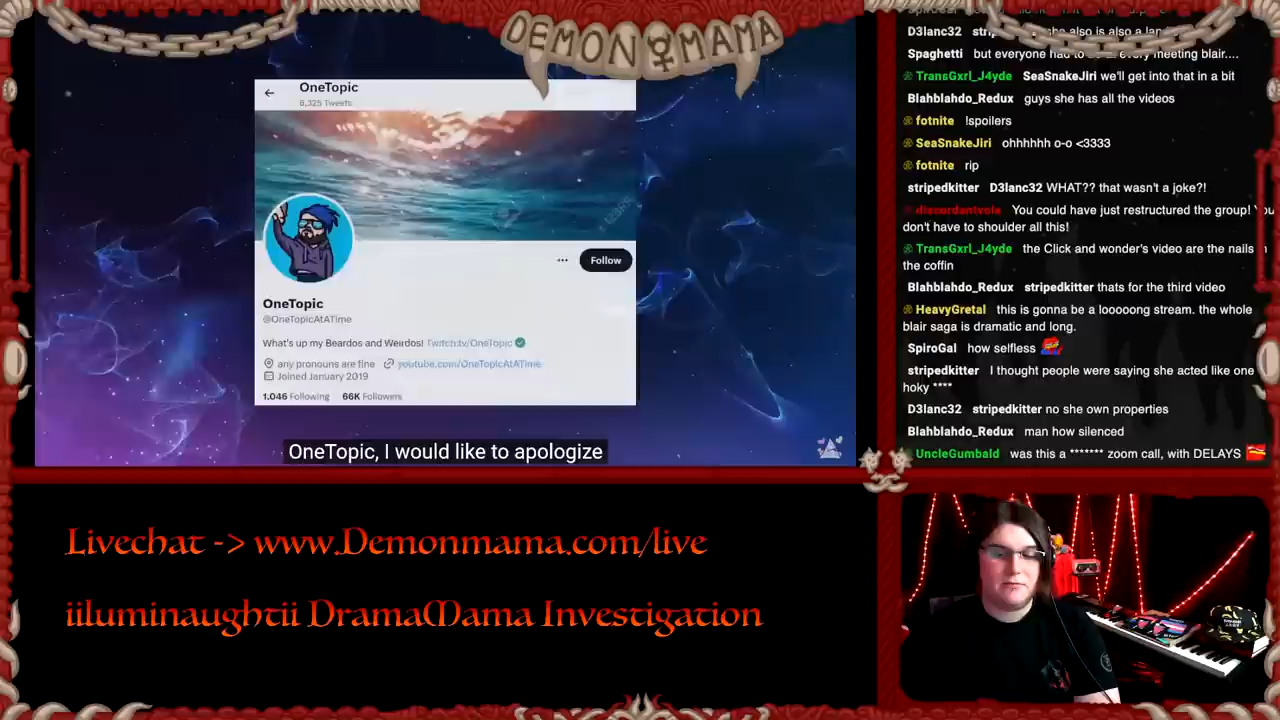 DEMON MAMA
OneTopic
6,325 Tweets
Follow
OneTopic
@OneTopicAtATime
What's up my Beardos and Weirdos! Twitch.tv/OneTopic
any pronouns are fine youtube.com/OneTopicAtATime
Joined January 2019
1,046 Following 66K Followers
OneTopic, I would like to apologize
Livechat -> www.Demonmama.com/live
iiluminaughtii DramaMama Investigation
D3lanc32
Spaghetti but everyone had meeting blair....
TransGxrl_J4yde SeaSnakeJiri we'll get into that in a bit
Blahblahdo_Redux guys she has all the videos
fotnite !spoilers
SeaSnakeJiri ohhhhhh o-o <3333
fotnite rip
stripedkitter D3lanc32 WHAT?? that wasn't a joke?!
discordantvole You could have just restructured the group! You
don't have to shoulder all this!
TransGxrl_J4yde the Click and wonder's video are the nails in
the coffin
Blahblahdo_Redux stripedkitter thats for the third video
HeavyGretal this is gonna be a looooong stream. the whole
blair saga is dramatic and long.
SpiroGal how selfless
stripedkitter I thought people were saying she acted like one
hoky ****
D3lanc32 stripedkitter no she own properties
Blahblahdo_Redux man how silenced
UncleGumbald was this a ******* zoom call, with DELAYS